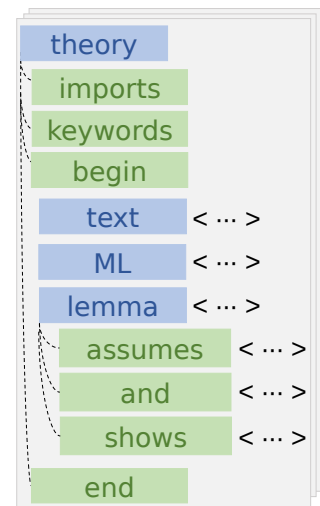 theory
imports
keywords
begin
text < ··· >
ML < ··· >
lemma < ··· >
assumes < ··· >
and < ··· >
shows < ··· >
end